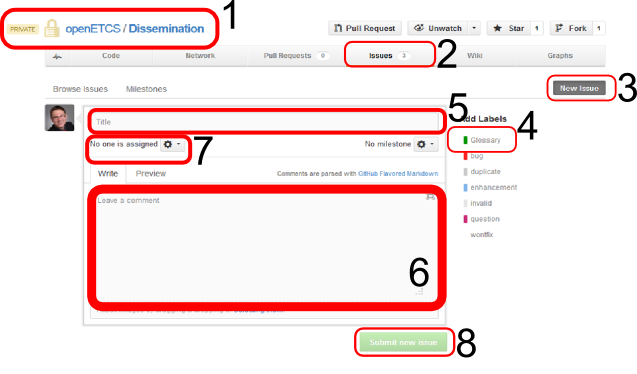 PRIVATE openETCS / Dissemination 1
Pull Request Unwatch Star 1 Fork 1
Code Network Pull Requests 0 Issues 3 2 Wiki Graphs
Browse Issues Milestones New Issue 3
Title 5
Add Labels
No one is assigned 7 No milestone
Glossary 4
bug
Write Preview Comments are parsed with GitHub Flavored Markdown
duplicate
enhancement
Leave a comment
invalid
question
wontfix
6
Submit new issue 8